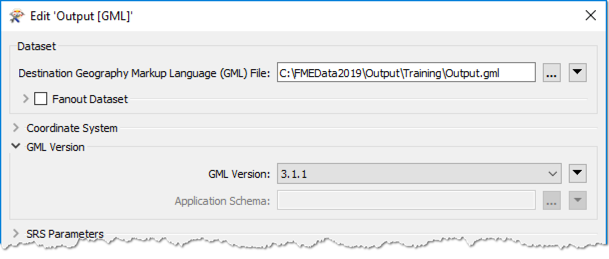 Edit 'Output [GML]'
Dataset
Destination Geography Markup Language (GML) File: C:\FMEData2019\Output\Training\Output.gml ...
Fanout Dataset
Coordinate System
GML Version
GML Version: 3.1.1
Application Schema: ...
SRS Parameters